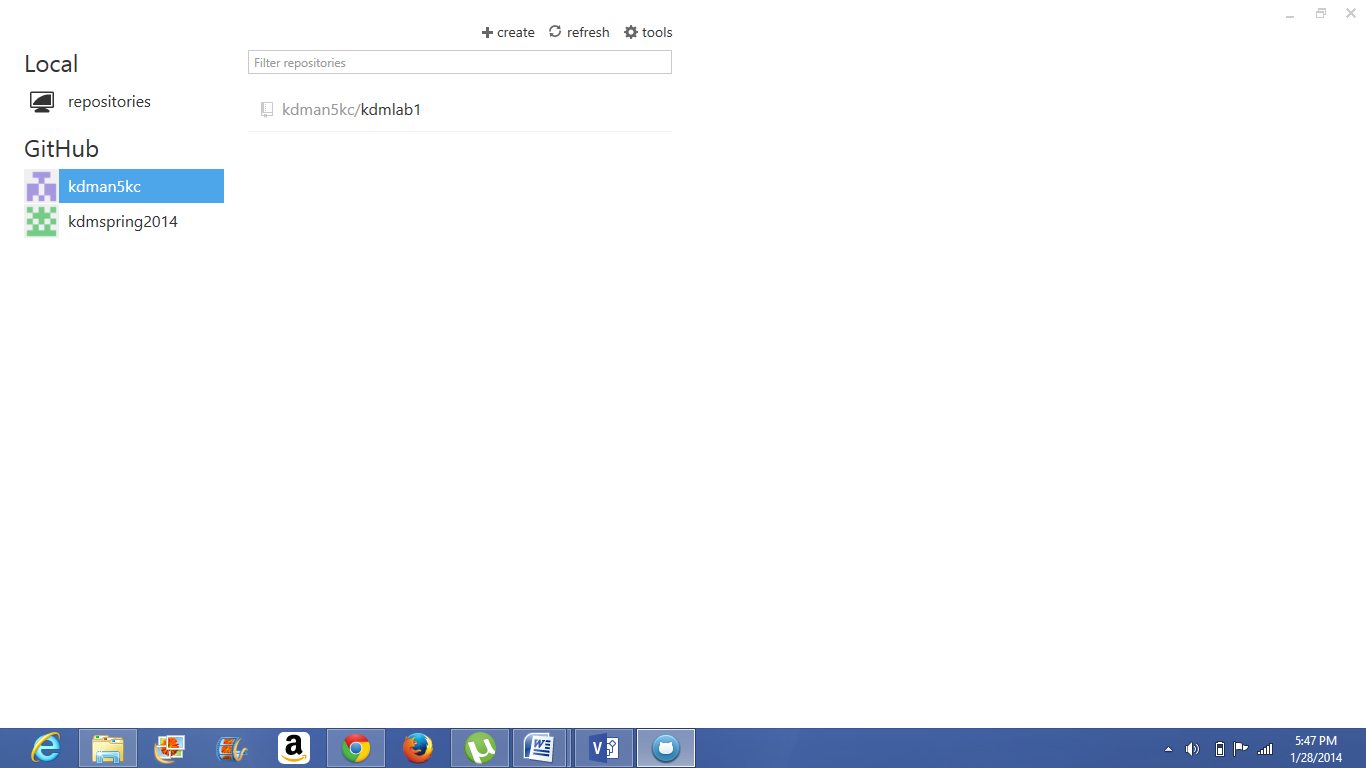 create refresh tools
Local
repositories
GitHub
kdman5kc
kdmspring2014
Filter repositories
kdman5kc/kdmlab1
5:47 PM
1/28/2014